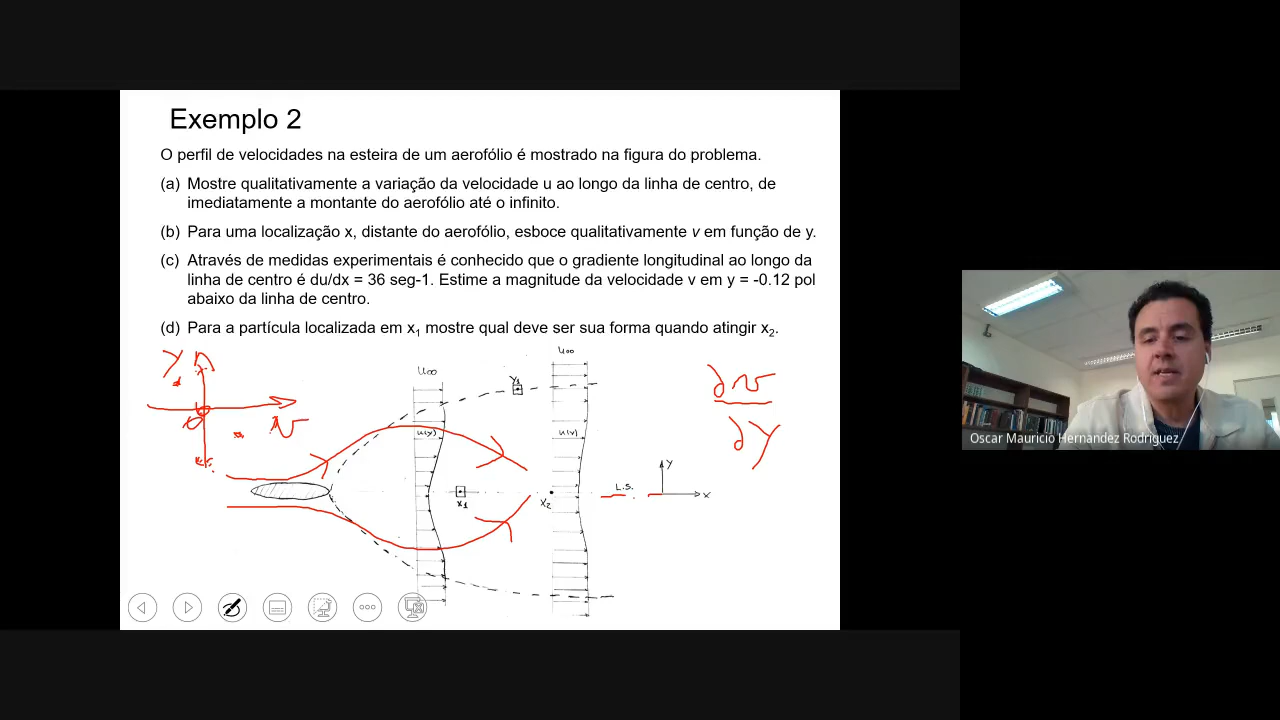 Exemplo 2
O perfil de velocidades na esteira de um aerofólio é mostrado na figura do problema.
(a) Mostre qualitativamente a variação da velocidade u ao longo da linha de centro, de
imediatamente a montante do aerofólio até o infinito.
(b) Para uma localização x, distante do aerofólio, esboce qualitativamente v em função de y.
(c) Através de medidas experimentais é conhecido que o gradiente longitudinal ao longo da
linha de centro é du/dx = 36 seg-1. Estime a magnitude da velocidade v em y = -0.12 pol
abaixo da linha de centro.
(d) Para a partícula localizada em x₁ mostre qual deve ser sua forma quando atingir x₂.
y
0
v
U∞
U∞
y₁
u(y)
u(y)
x₁
x₂
L.S.
y
x
∂v
∂y
Oscar Mauricio Hernandez Rodriguez